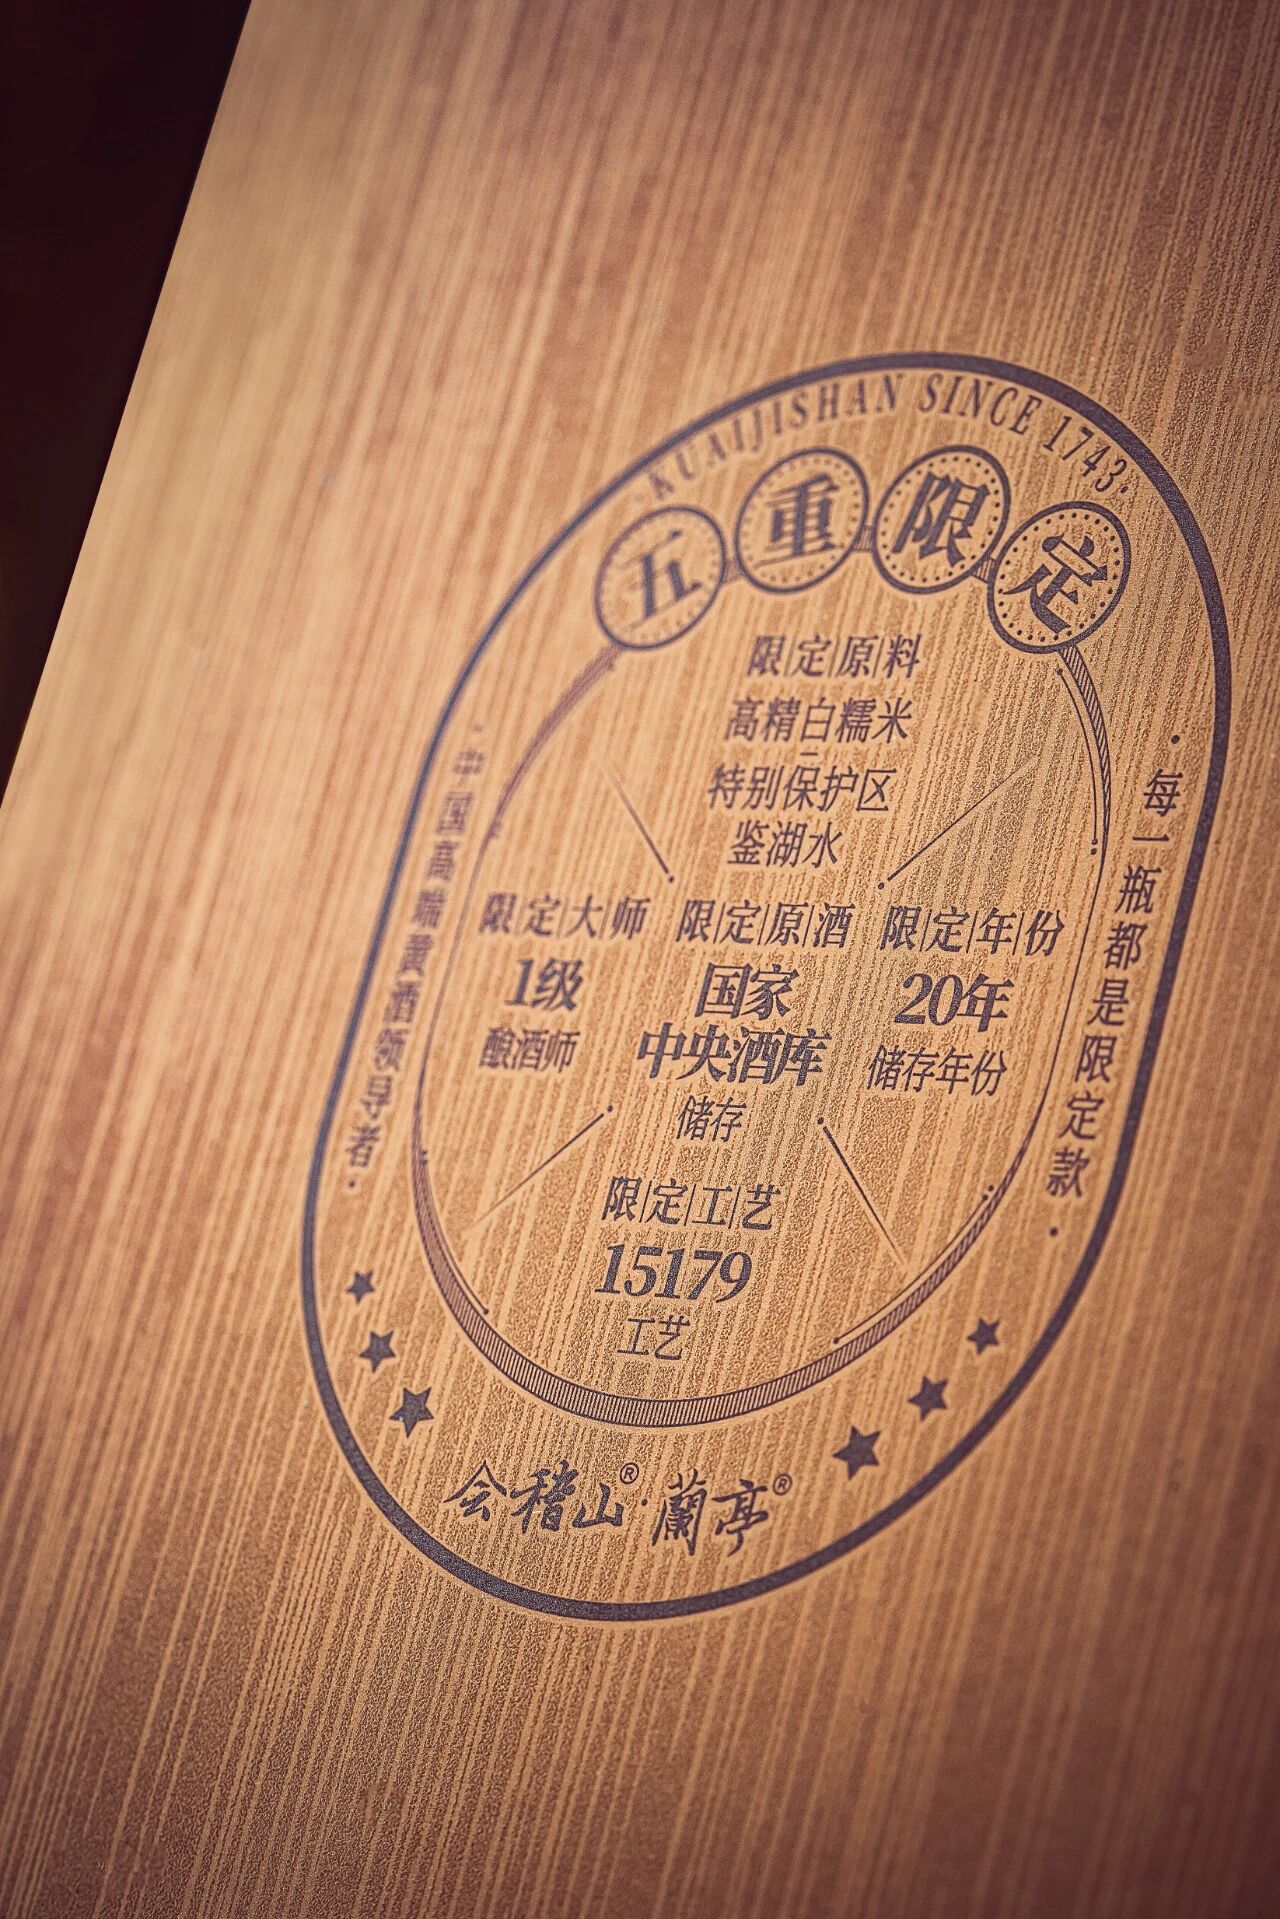 KUAIJISHAN SINCE 1743
五重限定
限定原料
高精白糯米
特别保护区
鉴湖水
限定大师
1级
酿酒师
限定原酒
国家
中央酒库
储存
限定年份
20年
储存年份
限定工艺
15179
工艺
中国高端黄酒领导者
每一瓶都是限定款
会稽山®·蘭亭®